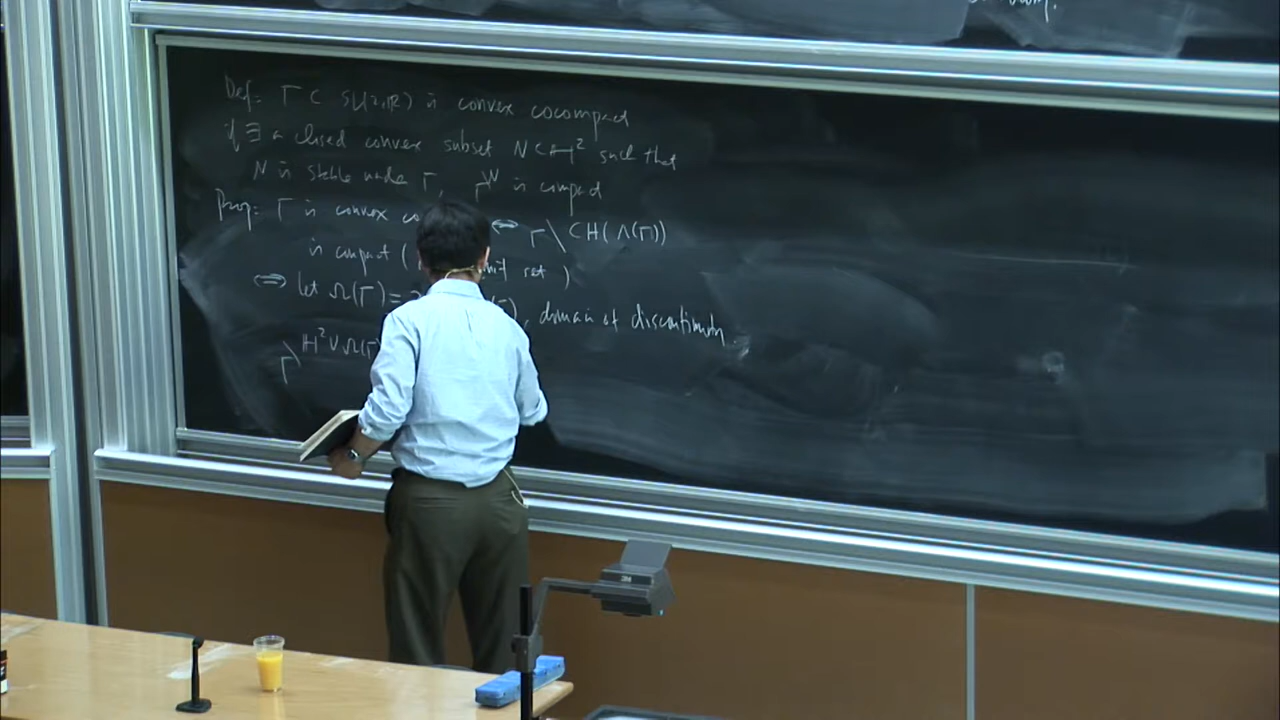 Def: Γ ⊂ SL(2,ℝ) is convex cocompact
if ∃ a closed convex subset N ⊂ ℍ² such that
N is stable under Γ, Γ\N is compact
Prop: Γ is convex co ⇔ Γ\CH(Λ(Γ))
is compact ( limit set )
⇔ let Ω(Γ) = , domain of discontinuity
Γ\ℍ² ∪ Ω(Γ)
3M